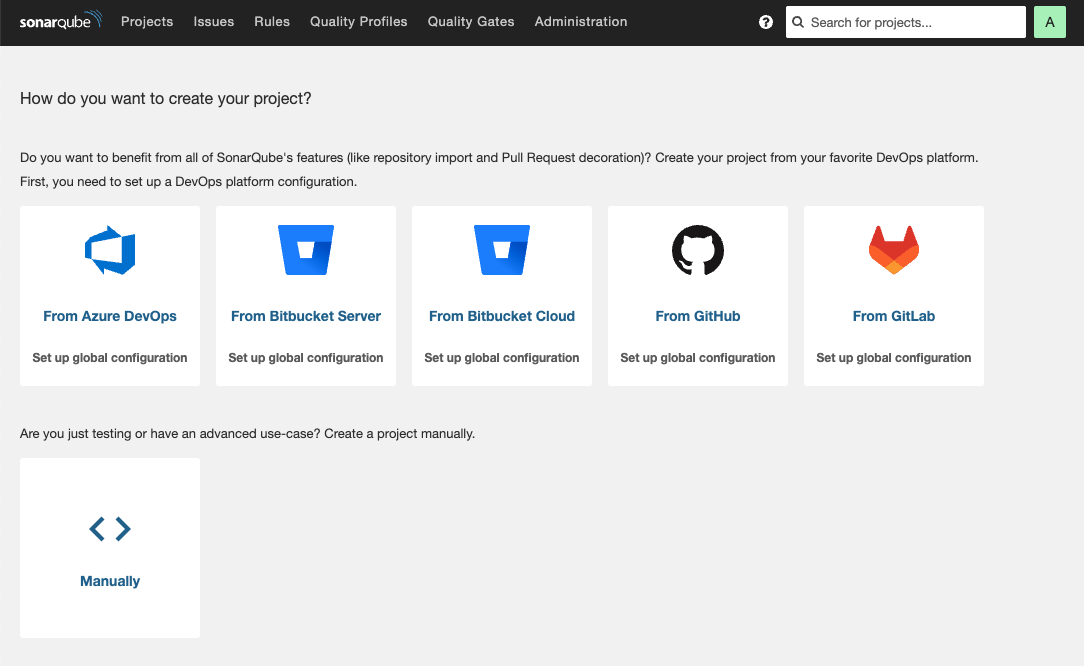 sonarqube Projects Issues Rules Quality Profiles Quality Gates Administration ? Search for projects... A
How do you want to create your project?
Do you want to benefit from all of SonarQube's features (like repository import and Pull Request decoration)? Create your project from your favorite DevOps platform.
First, you need to set up a DevOps platform configuration.
From Azure DevOps From Bitbucket Server From Bitbucket Cloud From GitHub From GitLab
Set up global configuration Set up global configuration Set up global configuration Set up global configuration Set up global configuration
Are you just testing or have an advanced use-case? Create a project manually.
Manually